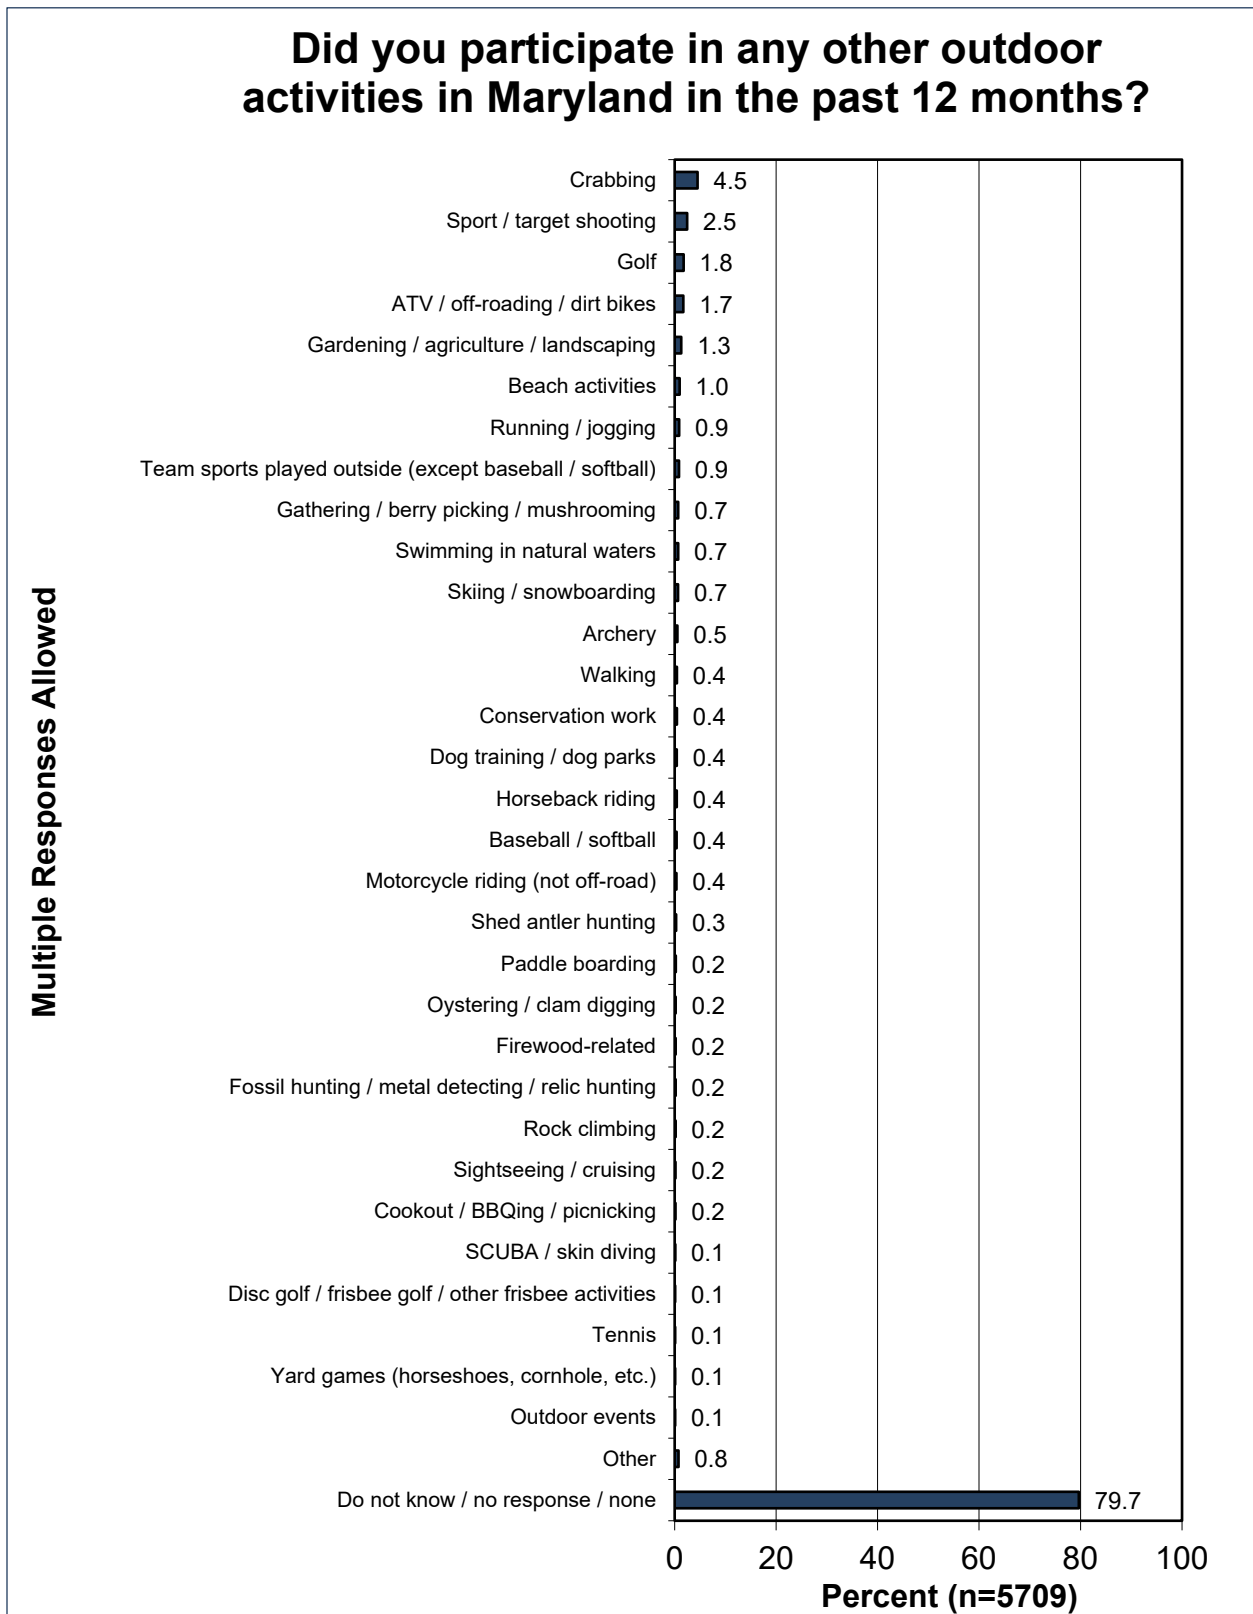 Did you participate in any other outdoor
activities in Maryland in the past 12 months?
Multiple Responses Allowed
Crabbing 4.5
Sport / target shooting 2.5
Golf 1.8
ATV / off-roading / dirt bikes 1.7
Gardening / agriculture / landscaping 1.3
Beach activities 1.0
Running / jogging 0.9
Team sports played outside (except baseball / softball) 0.9
Gathering / berry picking / mushrooming 0.7
Swimming in natural waters 0.7
Skiing / snowboarding 0.7
Archery 0.5
Walking 0.4
Conservation work 0.4
Dog training / dog parks 0.4
Horseback riding 0.4
Baseball / softball 0.4
Motorcycle riding (not off-road) 0.4
Shed antler hunting 0.3
Paddle boarding 0.2
Oystering / clam digging 0.2
Firewood-related 0.2
Fossil hunting / metal detecting / relic hunting 0.2
Rock climbing 0.2
Sightseeing / cruising 0.2
Cookout / BBQing / picnicking 0.2
SCUBA / skin diving 0.1
Disc golf / frisbee golf / other frisbee activities 0.1
Tennis 0.1
Yard games (horseshoes, cornhole, etc.) 0.1
Outdoor events 0.1
Other 0.8
Do not know / no response / none 79.7
0 20 40 60 80 100
Percent (n=5709)